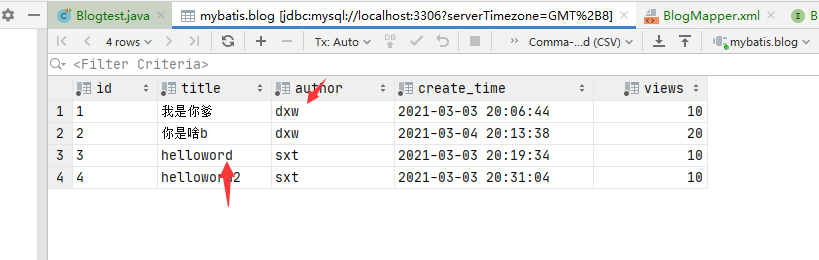 Blogtest.java mybatis.blog [jdbc:mysql://localhost:3306?serverTimezone=GMT%2B8] BlogMapper.xml B
4 rows Tx: Auto DB Comma-...d (CSV) mybatis.blog
<Filter Criteria>
id title author create_time views
1 1 我是你爹 dxw 2021-03-03 20:06:44 10
2 2 你是啥b dxw 2021-03-04 20:13:38 20
3 3 helloword sxt 2021-03-03 20:19:34 10
4 4 helloword2 sxt 2021-03-03 20:31:04 10